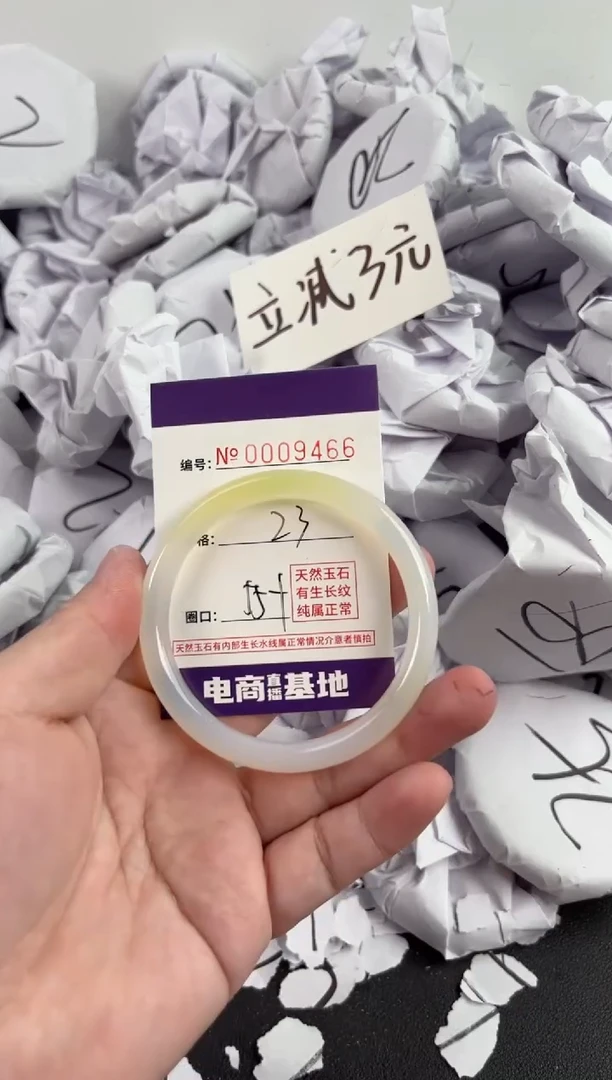 立减3元
编号: № 0009466
格: 23
圈口:
天然玉石
有生长纹
纯属正常
天然玉石有内部生长水线属正常情况介意者慎拍
电商直播基地